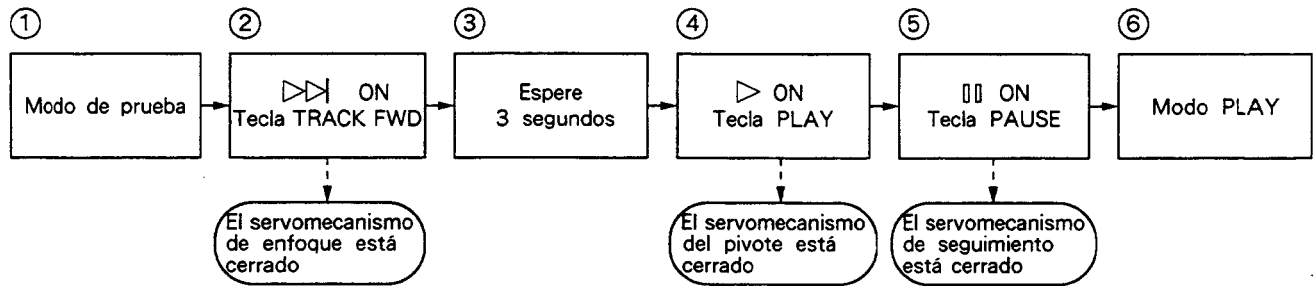 ①
Modo de prueba
②
▷▷| ON
Tecla TRACK FWD
El servomecanismo
de enfoque está
cerrado
③
Espere
3 segundos
④
▷ ON
Tecla PLAY
El servomecanismo
del pivote está
cerrado
⑤
▯▯ ON
Tecla PAUSE
El servomecanismo
de seguimiento
está cerrado
⑥
Modo PLAY